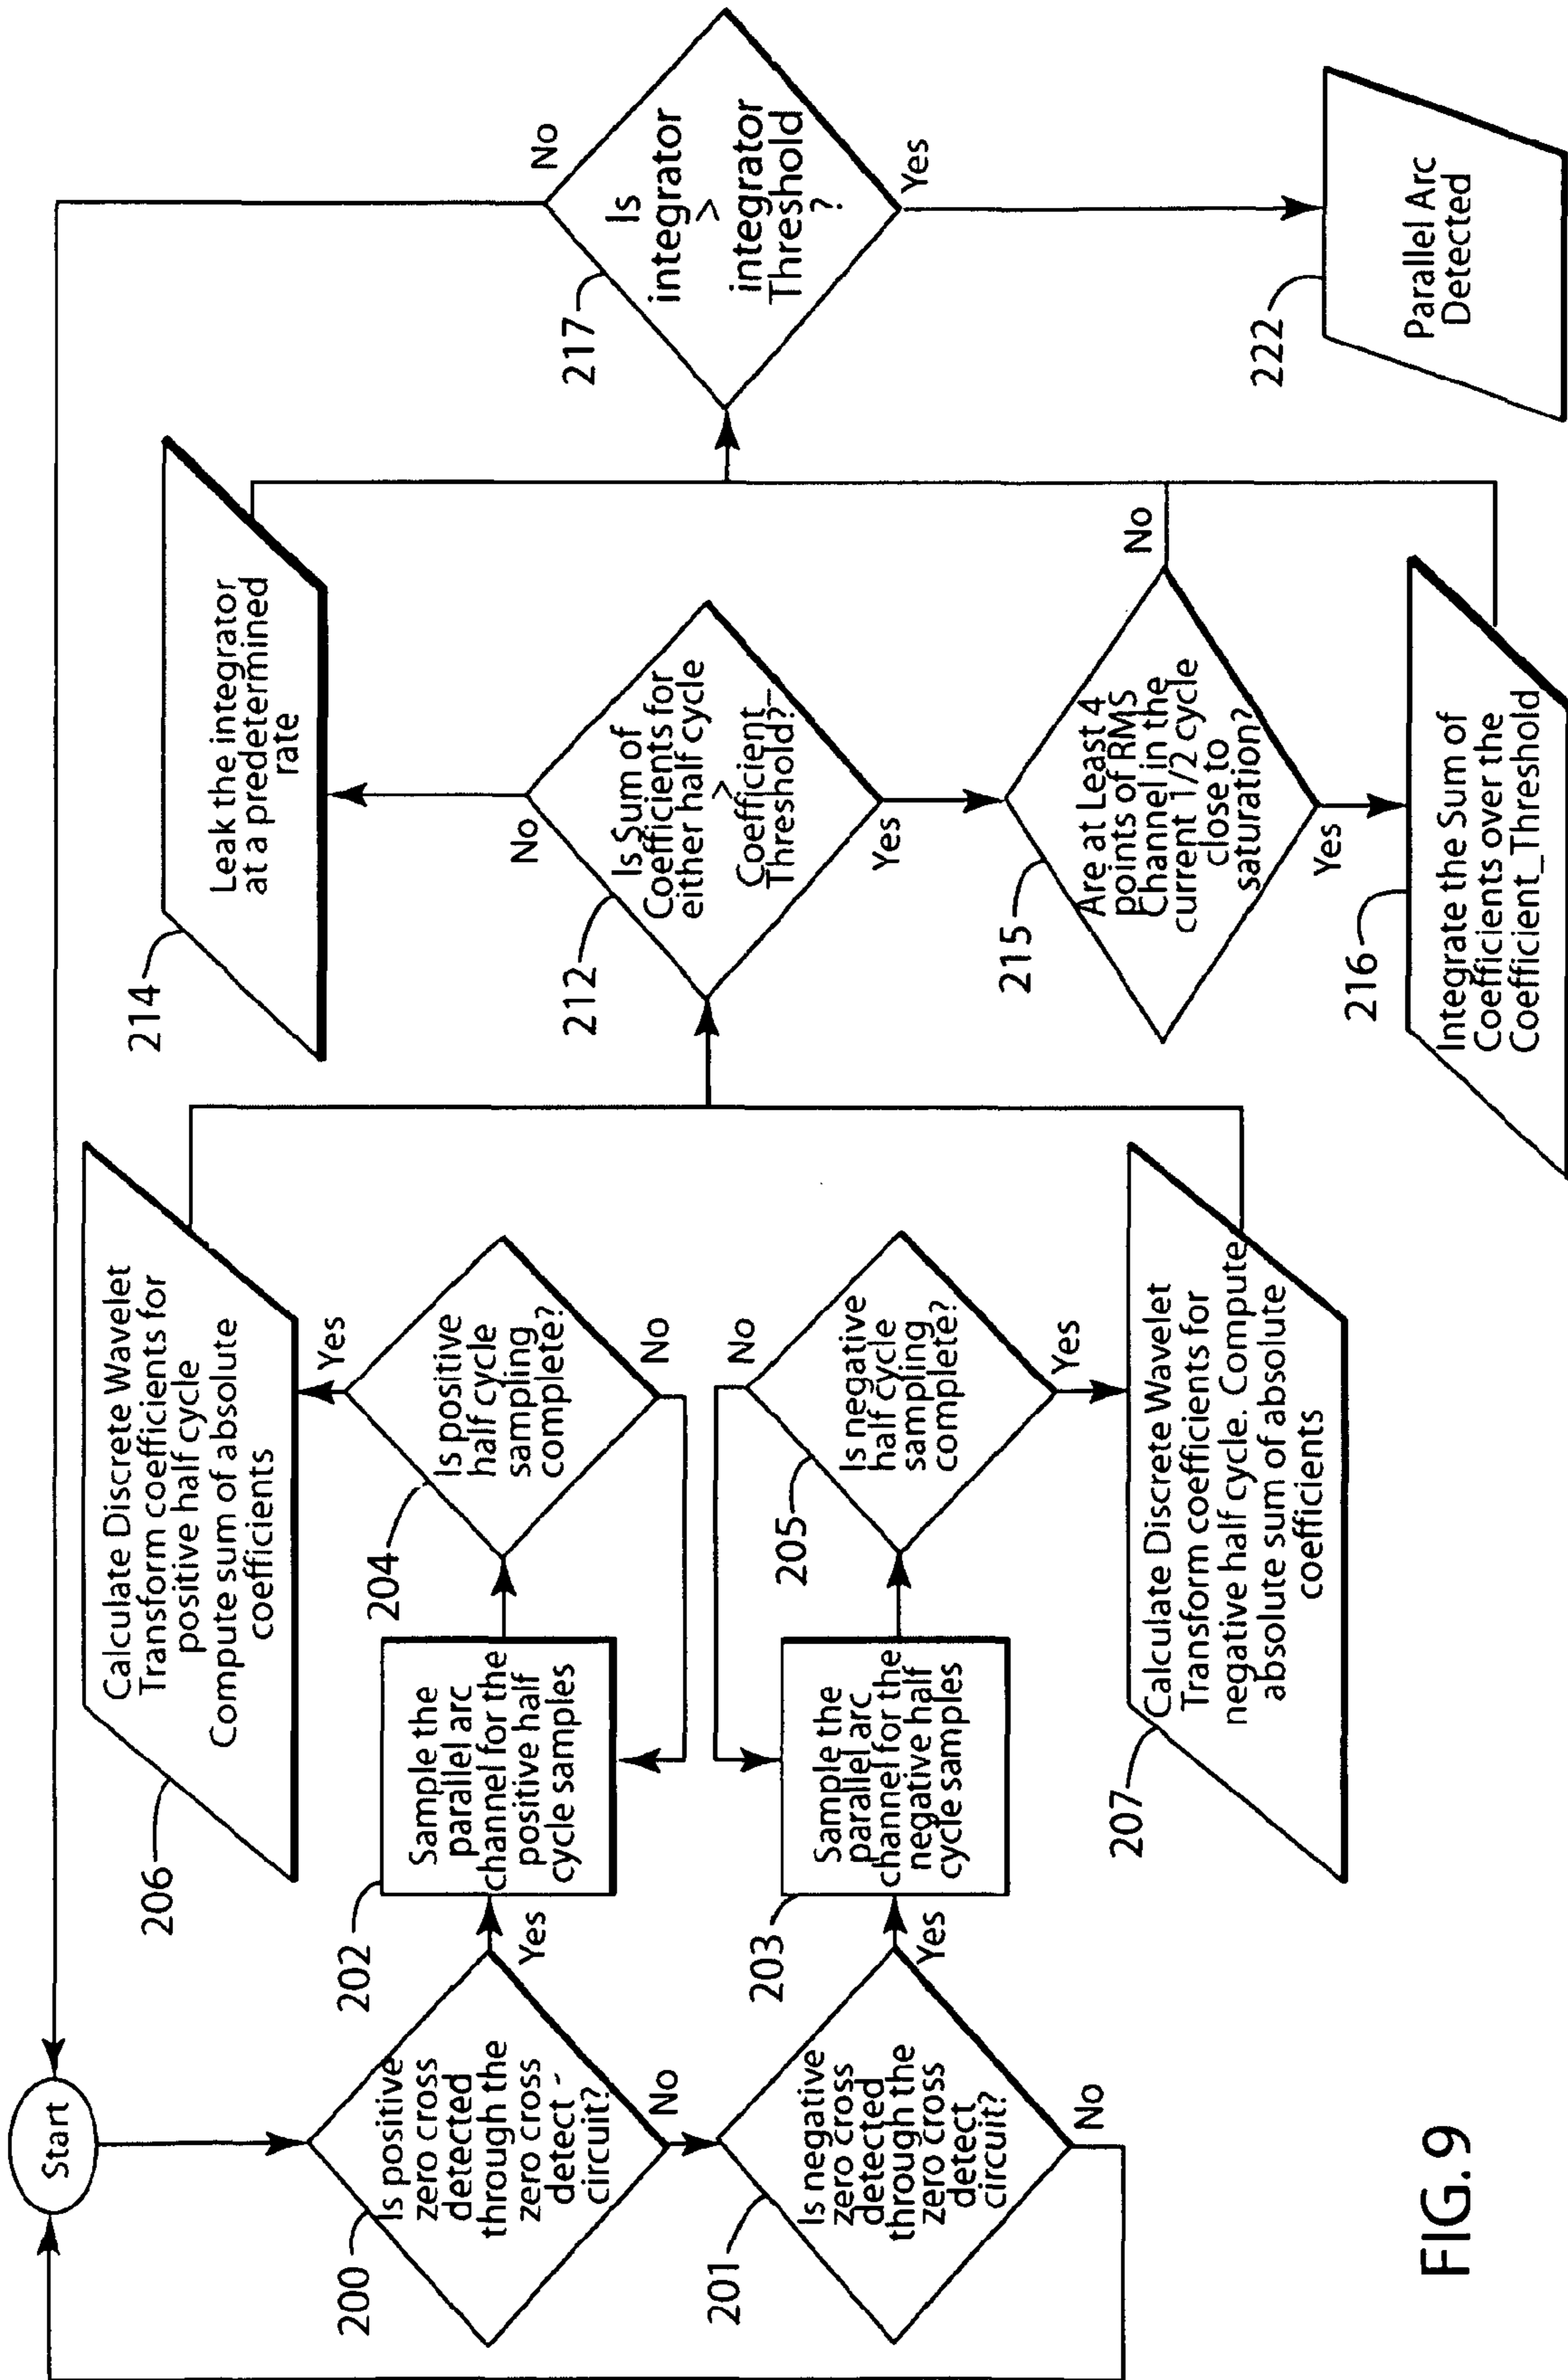 Start
200
Is positive
zero cross
detected
through the
zero cross
detect -
circuit?
Yes
No
201
Is negative
zero cross
detected
through the
zero cross
detect
circuit?
Yes
No
202
Sample the
parallel arc
channel for the
positive half
cycle samples
203
Sample the
parallel arc
channel for the
negative half
cycle samples
204
Is positive
half cycle
sampling
complete?
Yes
No
205
Is negative
half cycle
sampling
complete?
No
Yes
206
Calculate Discrete Wavelet
Transform coefficients for
positive half cycle
Compute sum of absolute
coefficients
207
Calculate Discrete Wavelet
Transform coefficients for
negative half cycle. Compute
absolute sum of absolute
coefficients
212
Is Sum of
Coefficients for
either half cycle
>
Coefficient_
Threshold?
No
Yes
214
Leak the integrator
at a predetermined
rate
215
Are at Least 4
points of RMS
Channel in the
current 1/2 cycle
close to
saturation?
No
Yes
216
Integrate the Sum of
Coefficients over the
Coefficient_Threshold
217
Is
integrator
>
integrator
Threshold
?
No
Yes
222
Parallel Arc
Detected
FIG.9